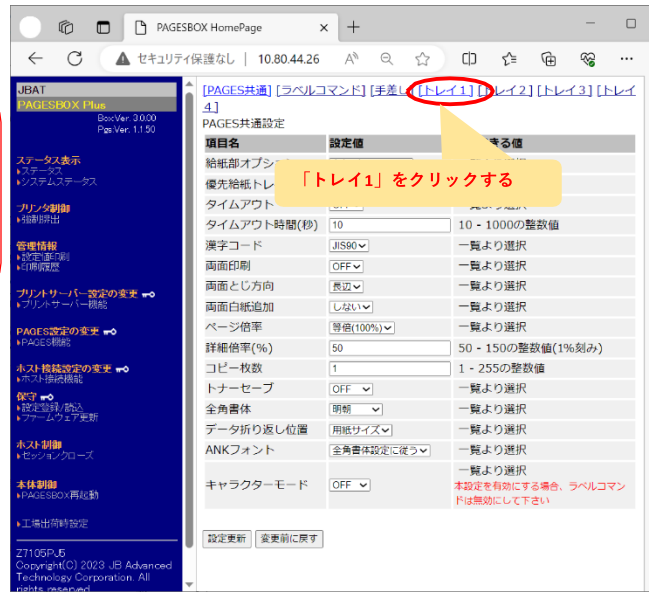 PAGESBOX HomePage
セキュリティ保護なし | 10.80.44.26
JBAT
PAGESBOX Plus
BoxVer. 3.0.00
PgsVer. 1.1.50
ステータス表示
ステータス
システムステータス
プリンタ制御
強制排出
管理情報
設定値印刷
印刷履歴
プリントサーバー設定の変更
プリントサーバー機能
PAGES設定の変更
PAGES機能
ホスト接続設定の変更
ホスト接続機能
保守
設定登録/読込
ファームウェア更新
ホスト制御
セッションクローズ
本体制御
PAGESBOX再起動
工場出荷時設定
Z7105PJ5
Copyright(C) 2023 JB Advanced
Technology Corporation. All
rights reserved
[PAGES共通] [ラベルコマンド] [手差し] [トレイ1] [トレイ2] [トレイ3] [トレイ
4]
PAGES共通設定
項目名 設定値 きる値
給紙部オプシ
優先給紙トレ
「トレイ1」をクリックする
タイムアウト
タイムアウト時間(秒) 10 10 - 1000の整数値
漢字コード JIS90 一覧より選択
両面印刷 OFF 一覧より選択
両面とじ方向 長辺 一覧より選択
両面白紙追加 しない 一覧より選択
ページ倍率 等倍(100%) 一覧より選択
詳細倍率(%) 50 50 - 150の整数値(1%刻み)
コピー枚数 1 1 - 255の整数値
トナーセーブ OFF 一覧より選択
全角書体 明朝 一覧より選択
データ折り返し位置 用紙サイズ 一覧より選択
ANKフォント 全角書体設定に従う 一覧より選択
キャラクターモード OFF 一覧より選択
本設定を有効にする場合、ラベルコマン
ドは無効にして下さい
設定更新 変更前に戻す